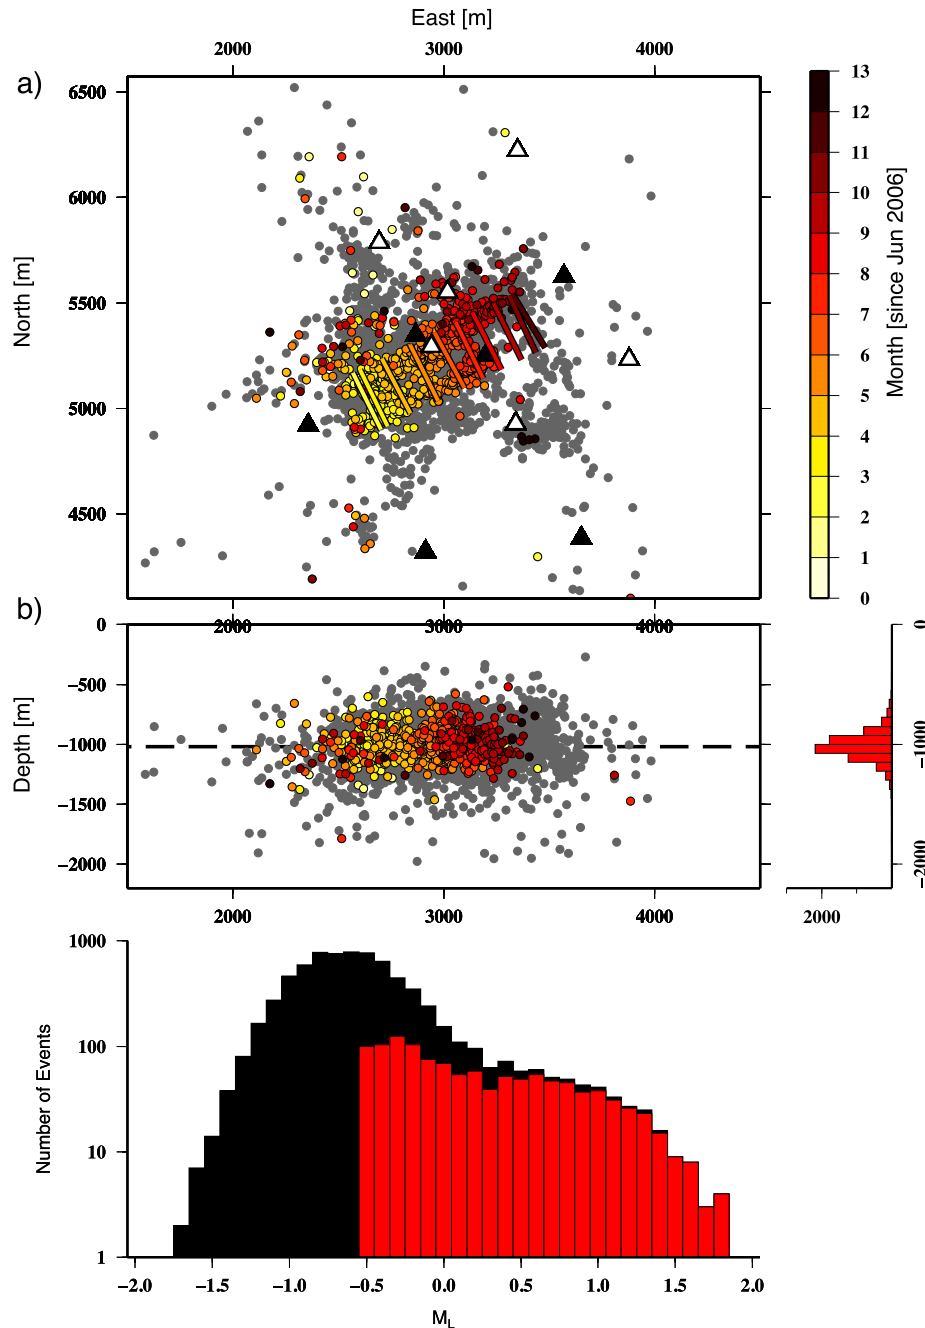 East [m]
2000 3000 4000
a)
6500
6000
5500
5000
4500
North [m]
13
12
11
10
9
8
7
6
5
4
3
2
1
0
Month [since Jun 2006]
b)
2000 3000 4000
0
−500
−1000
−1500
−2000
Depth [m]
2000 3000 4000
0
−1000
−2000
2000
1000
100
10
1
Number of Events
−2.0 −1.5 −1.0 −0.5 0.0 0.5 1.0 1.5 2.0
M_L